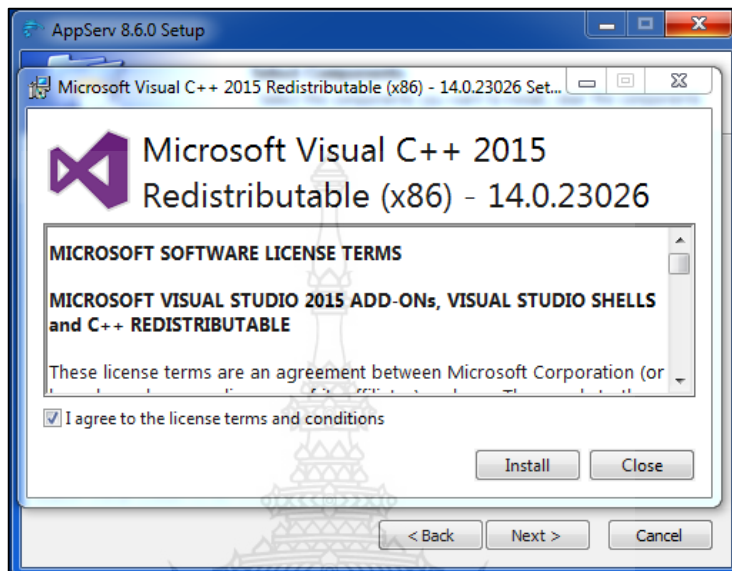 AppServ 8.6.0 Setup
Microsoft Visual C++ 2015 Redistributable (x86) - 14.0.23026 Set...
Microsoft Visual C++ 2015
Redistributable (x86) - 14.0.23026
MICROSOFT SOFTWARE LICENSE TERMS
MICROSOFT VISUAL STUDIO 2015 ADD-ONs, VISUAL STUDIO SHELLS
and C++ REDISTRIBUTABLE
These license terms are an agreement between Microsoft Corporation (or
I agree to the license terms and conditions
Install
Close
< Back
Next >
Cancel